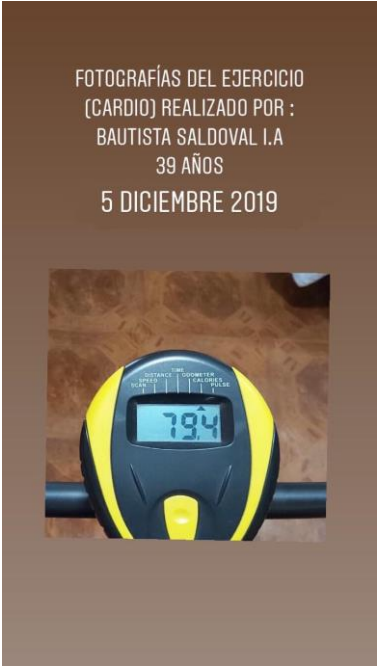 FOTOGRAFÍAS DEL EJERCICIO
(CARDIO) REALIZADO POR :
BAUTISTA SALDOVAL I.A
39 AÑOS
5 DICIEMBRE 2019
TIME
DISTANCE ODOMETER
SPEED CALORIES
SCAN PULSE
79.4